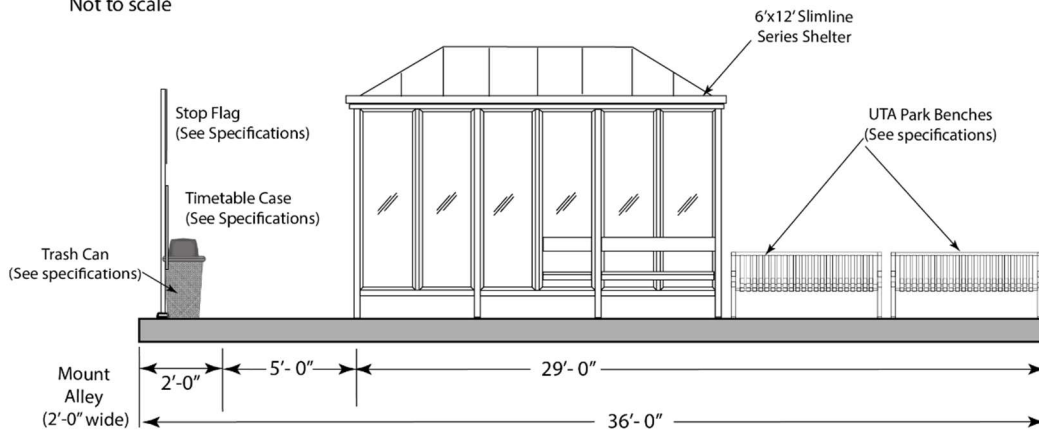 Not to scale
6'x12' Slimline
Series Shelter
Stop Flag
(See Specifications)
UTA Park Benches
(See specifications)
Timetable Case
(See Specifications)
Trash Can
(See specifications)
2'-0"
5'- 0"
29'- 0"
Mount
Alley
(2'-0" wide)
36'- 0"